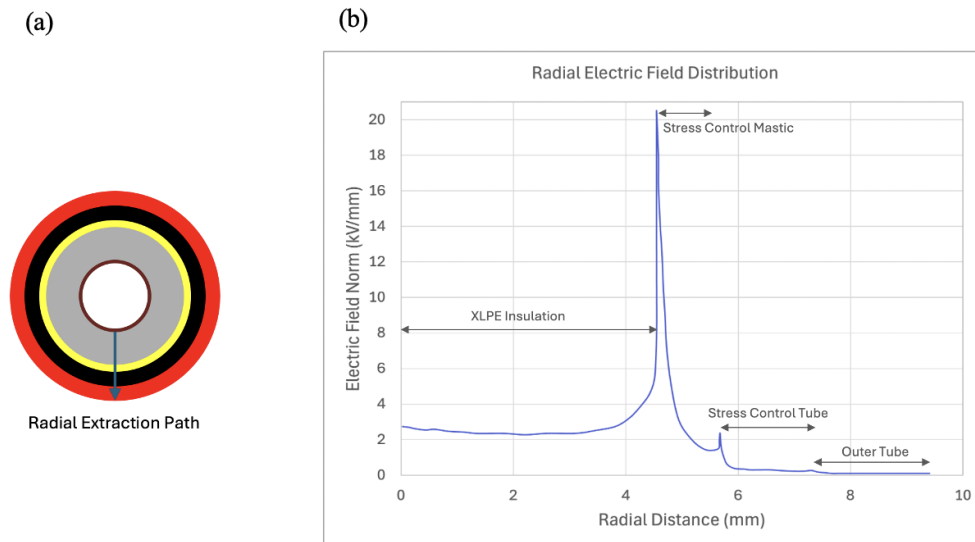 (a)
(b)
Radial Electric Field Distribution
20
18
16
14
12
10
8
6
4
2
0
Electric Field Norm (kV/mm)
Stress Control Mastic
XLPE Insulation
Stress Control Tube
Outer Tube
0 2 4 6 8 10
Radial Distance (mm)
Radial Extraction Path